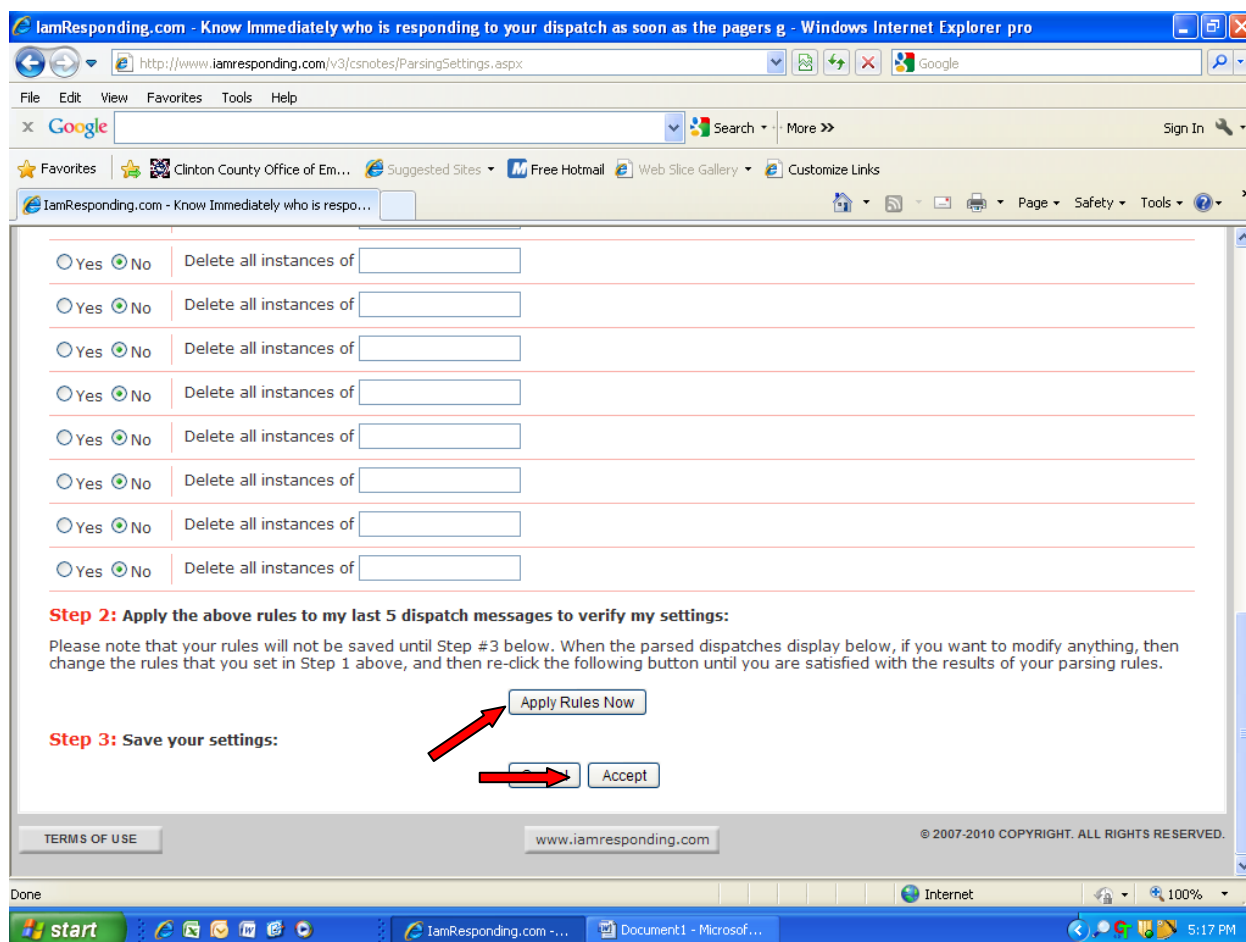 IamResponding.com - Know Immediately who is responding to your dispatch as soon as the pagers g - Windows Internet Explorer pro
http://www.iamresponding.com/v3/csnotes/ParsingSettings.aspx
Google
File Edit View Favorites Tools Help
x Google Search More >> Sign In
Favorites Clinton County Office of Em... Suggested Sites Free Hotmail Web Slice Gallery Customize Links
IamResponding.com - Know Immediately who is respo... Page Safety Tools
Yes No Delete all instances of
Yes No Delete all instances of
Yes No Delete all instances of
Yes No Delete all instances of
Yes No Delete all instances of
Yes No Delete all instances of
Yes No Delete all instances of
Yes No Delete all instances of
Step 2: Apply the above rules to my last 5 dispatch messages to verify my settings:
Please note that your rules will not be saved until Step #3 below. When the parsed dispatches display below, if you want to modify anything, then
change the rules that you set in Step 1 above, and then re-click the following button until you are satisfied with the results of your parsing rules.
Apply Rules Now
Step 3: Save your settings:
Accept
TERMS OF USE
www.iamresponding.com
© 2007-2010 COPYRIGHT. ALL RIGHTS RESERVED.
Done Internet 100%
start IamResponding.com -... Document1 - Microsof... 5:17 PM